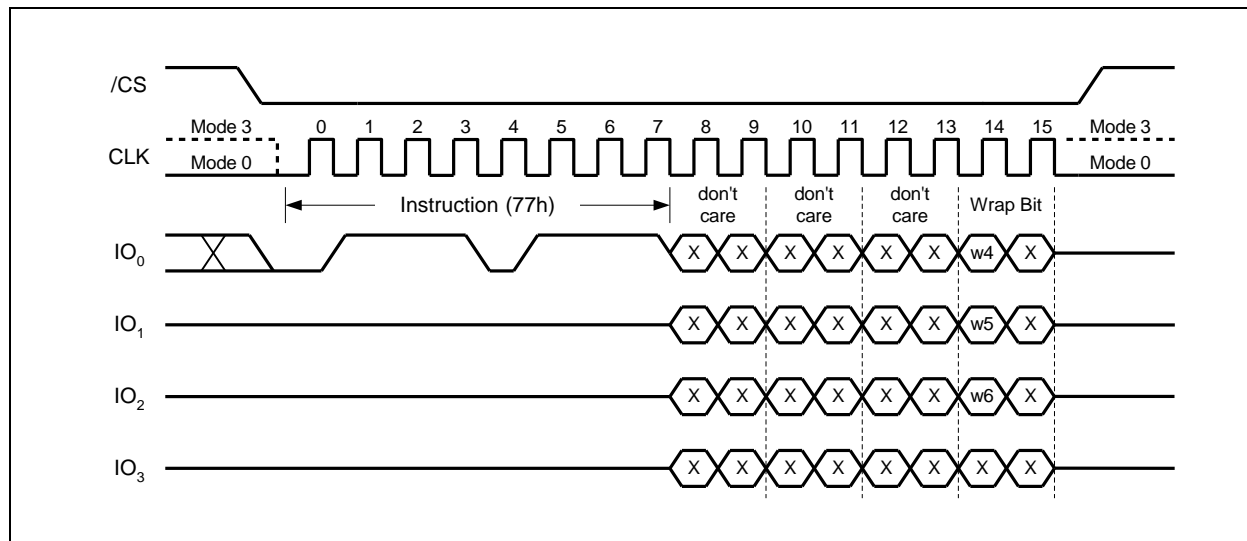 /CS
Mode 3 0 1 2 3 4 5 6 7 8 9 10 11 12 13 14 15 Mode 3
CLK Mode 0 Mode 0
Instruction (77h) don't care don't care don't care Wrap Bit
IO0 X X X X X X w4 X
IO1 X X X X X X w5 X
IO2 X X X X X X w6 X
IO3 X X X X X X X X